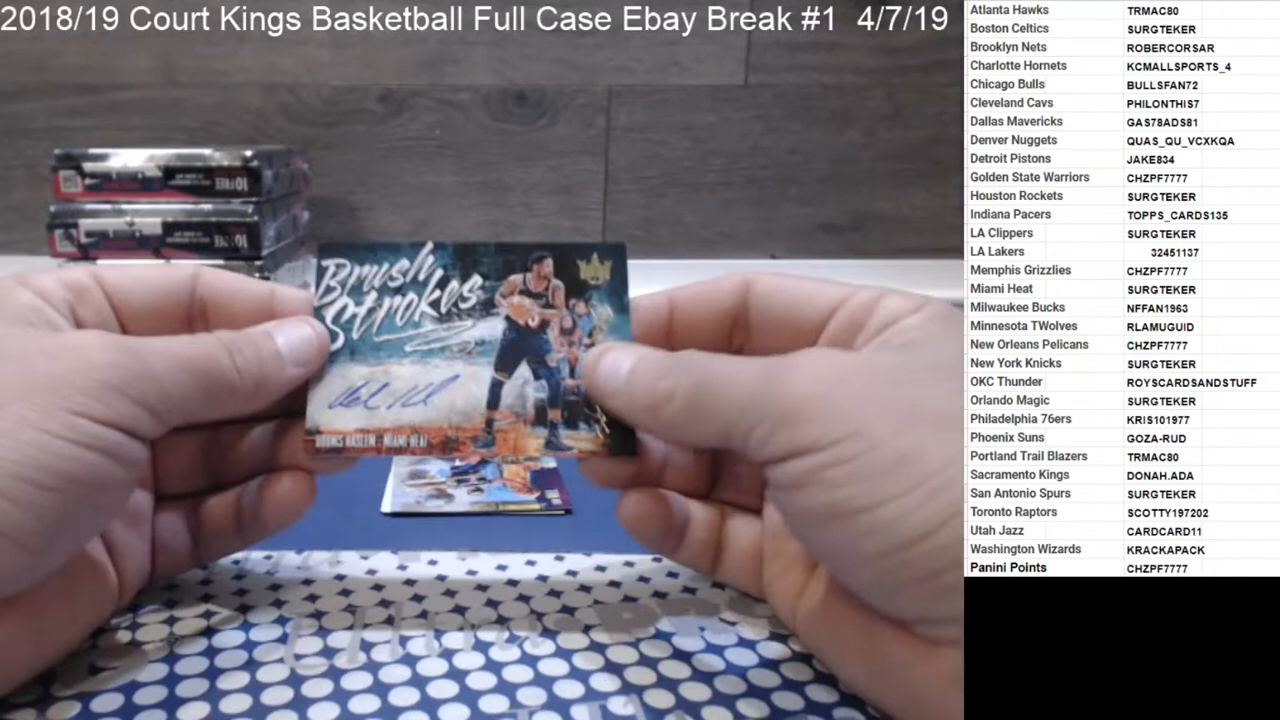 2018/19 Court Kings Basketball Full Case Ebay Break #1 4/7/19
Brush
Strokes
UDONIS HASLEM | MIAMI HEAT
Atlanta Hawks TRMAC80
Boston Celtics SURGTEKER
Brooklyn Nets ROBERCORSAR
Charlotte Hornets KCMALLSPORTS_4
Chicago Bulls BULLSFAN72
Cleveland Cavs PHILONTHIS7
Dallas Mavericks GAS78ADS81
Denver Nuggets QUAS_QU_VCXKQA
Detroit Pistons JAKE834
Golden State Warriors CHZPF7777
Houston Rockets SURGTEKER
Indiana Pacers TOPPS_CARDS135
LA Clippers SURGTEKER
LA Lakers 32451137
Memphis Grizzlies CHZPF7777
Miami Heat SURGTEKER
Milwaukee Bucks NFFAN1963
Minnesota TWolves RLAMUGUID
New Orleans Pelicans CHZPF7777
New York Knicks SURGTEKER
OKC Thunder ROYSCARDSANDSTUFF
Orlando Magic SURGTEKER
Philadelphia 76ers KRIS101977
Phoenix Suns GOZA-RUD
Portland Trail Blazers TRMAC80
Sacramento Kings DONAH.ADA
San Antonio Spurs SURGTEKER
Toronto Raptors SCOTTY197202
Utah Jazz CARDCARD11
Washington Wizards KRACKAPACK
Panini Points CHZPF7777